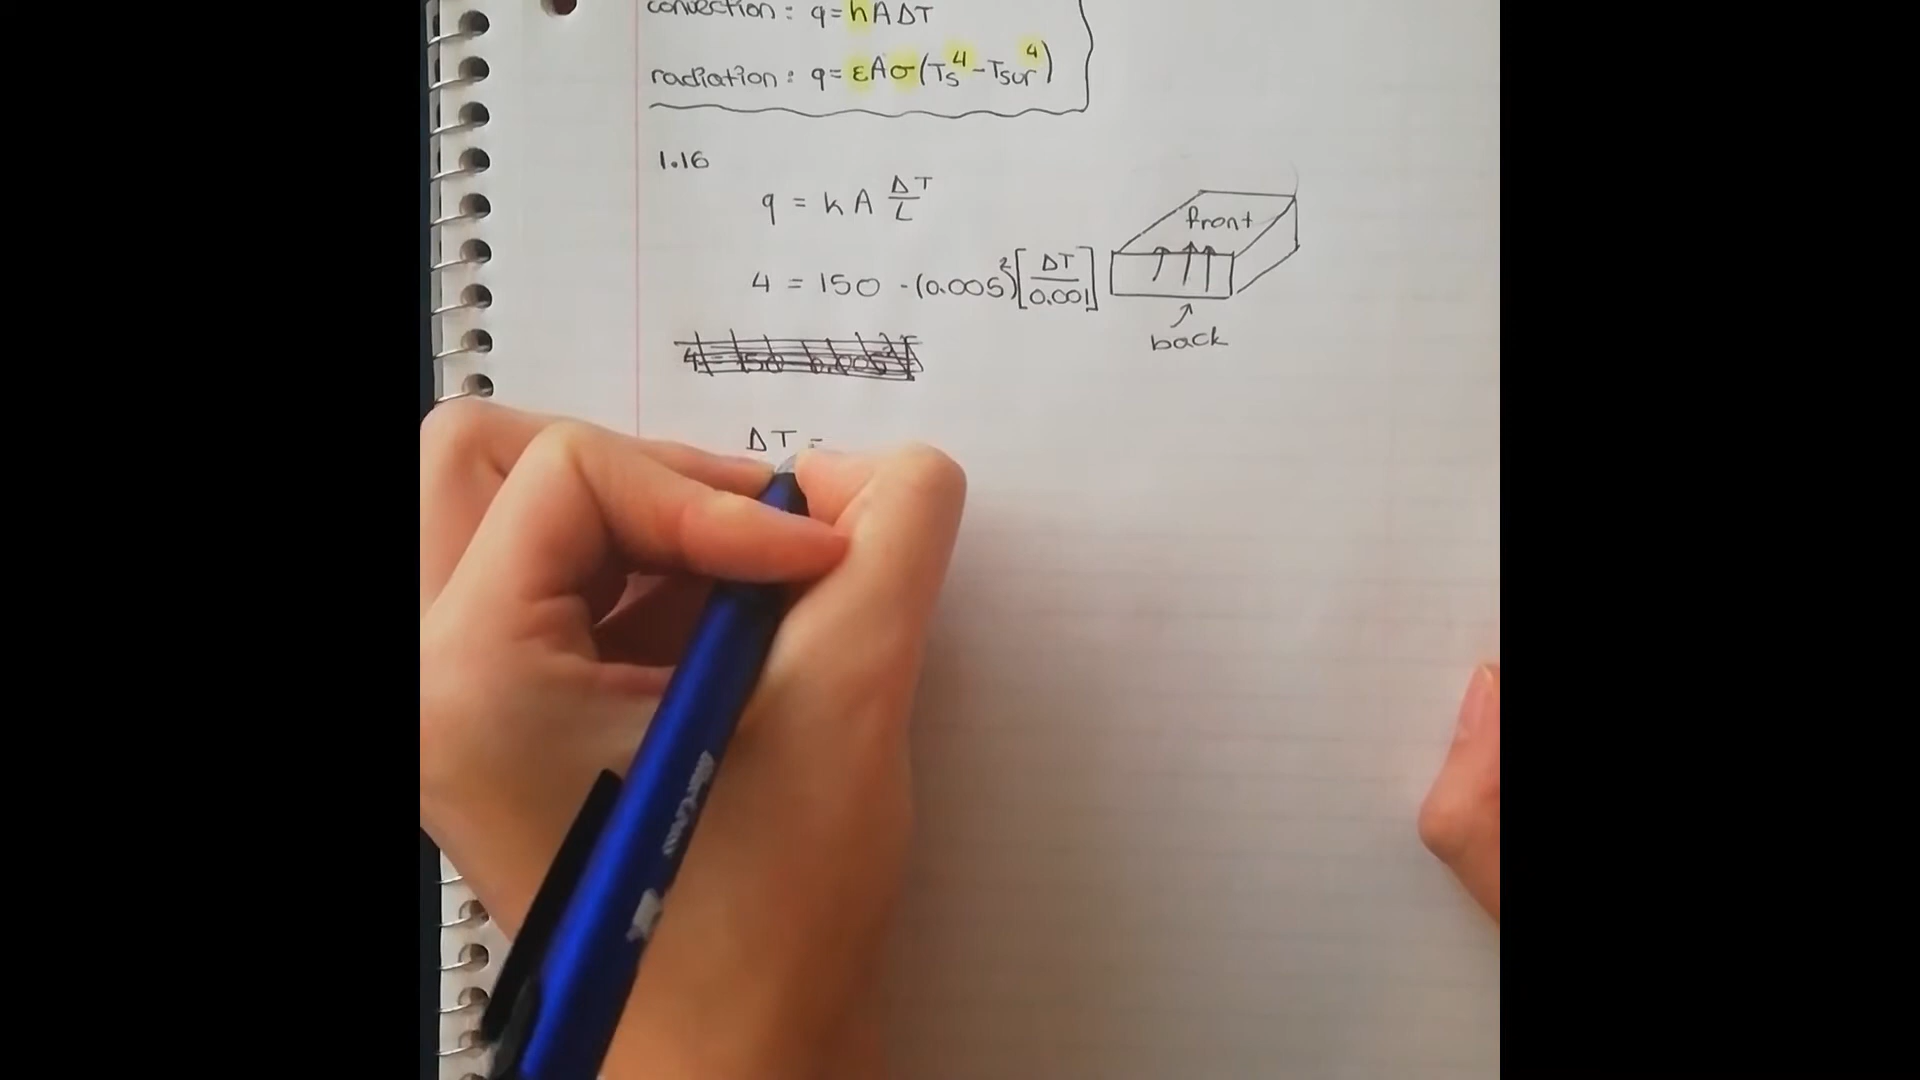 convection: q=hAΔT
radiation: q=εAσ(Ts⁴-Tsur⁴)
1.16
q = kA ΔT/L
4 = 150 · (0.005)²[ΔT/0.001]
front
back
ΔT =